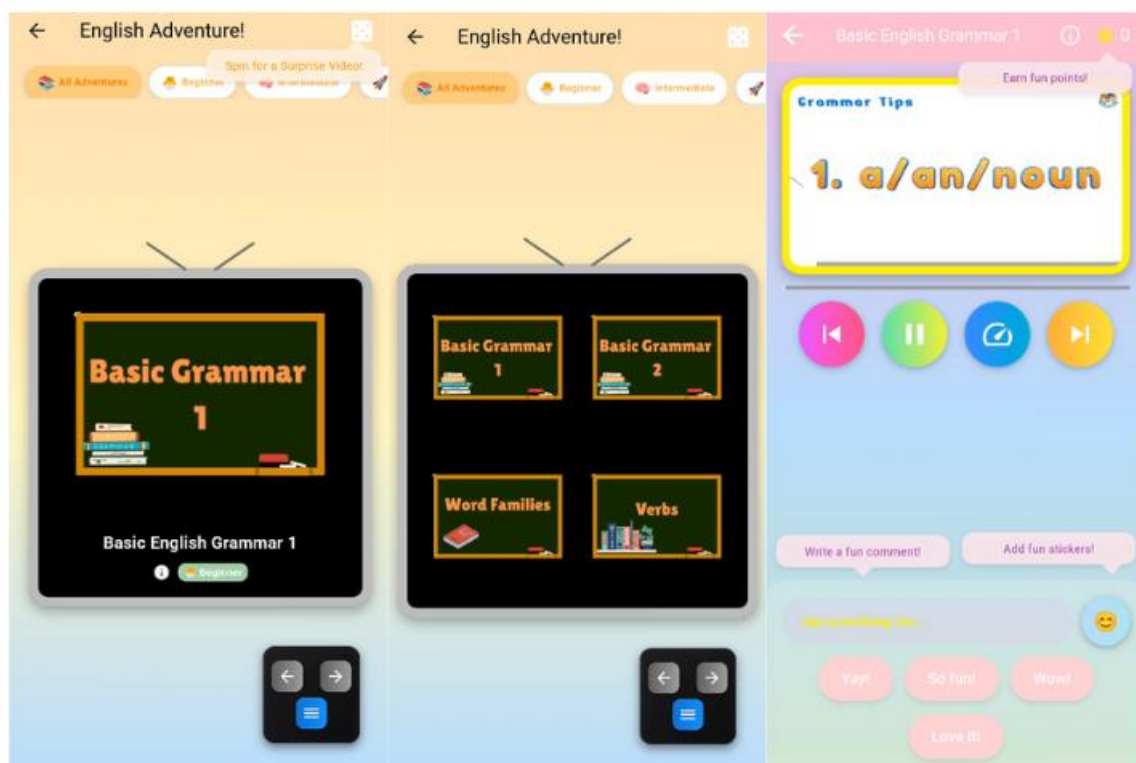 English Adventure!
Spin for a Surprise Video!
All Adventures
Beginner
Intermediate
Basic Grammar
1
Basic English Grammar 1
Beginner
English Adventure!
All Adventures
Beginner
Intermediate
Basic Grammar
1
Basic Grammar
2
Word Families
Verbs
Basic English Grammar 1
0
Earn fun points!
Grammar Tips
1. a/an/noun
Write a fun comment!
Add fun stickers!
Yay!
So fun!
Wow!
Love it!